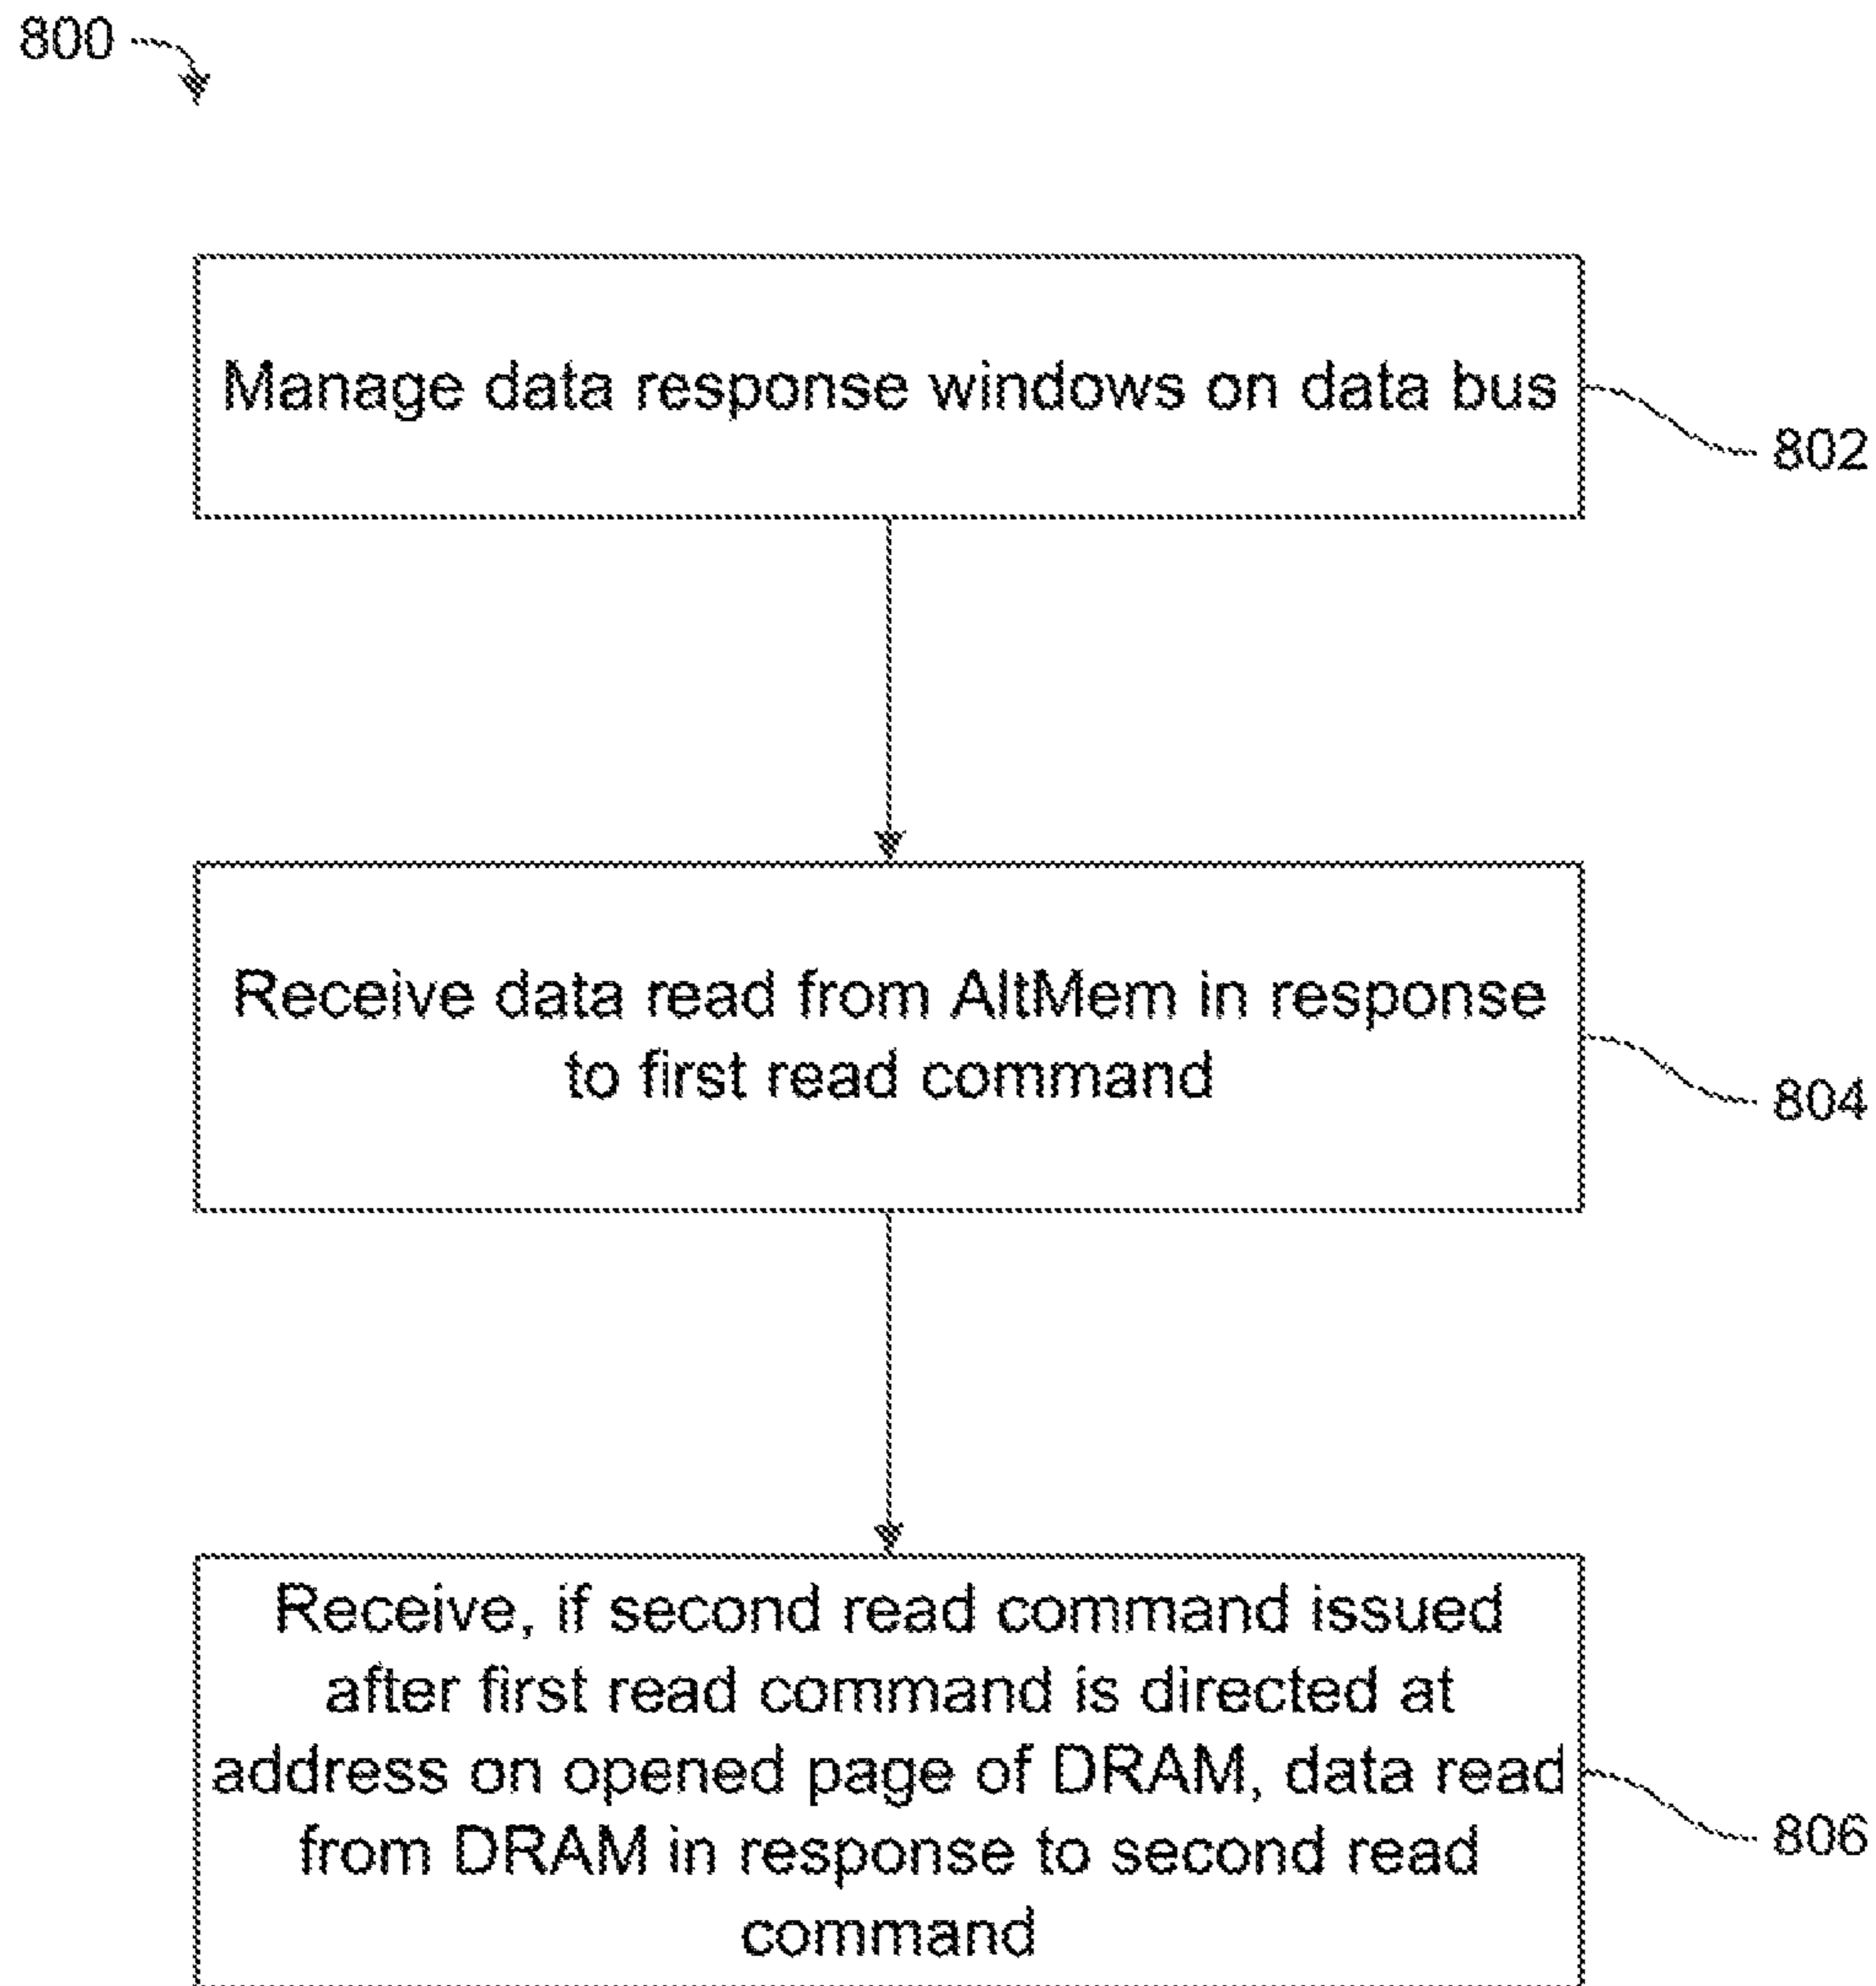 800
Manage data response windows on data bus
802
Receive data read from AltMem in response
to first read command
804
Receive, if second read command issued
after first read command is directed at
address on opened page of DRAM, data read
from DRAM in response to second read
command
806